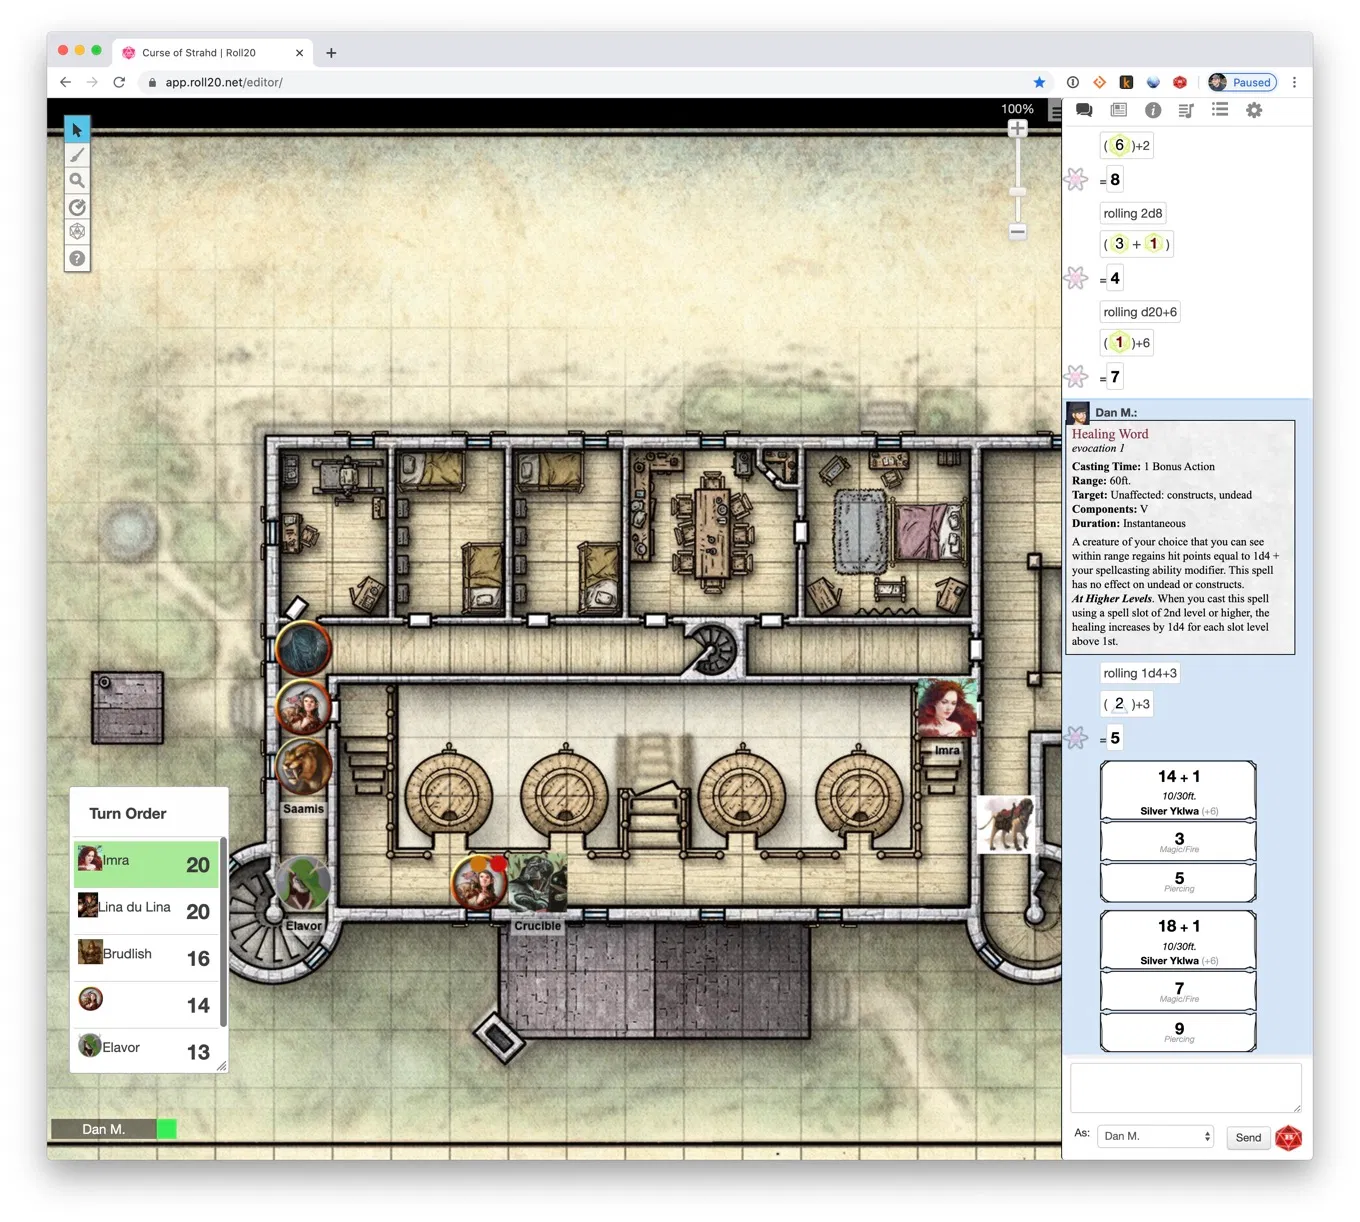 Curse of Strahd | Roll20
app.roll20.net/editor/
Paused
100%
(6)+2
=8
rolling 2d8
(3+1)
=4
rolling d20+6
(1)+6
=7
Dan M.:
Healing Word
evocation 1
Casting Time: 1 Bonus Action
Range: 60ft.
Target: Unaffected: constructs, undead
Components: V
Duration: Instantaneous
A creature of your choice that you can see
within range regains hit points equal to 1d4 +
your spellcasting ability modifier. This spell
has no effect on undead or constructs.
At Higher Levels. When you cast this spell
using a spell slot of 2nd level or higher, the
healing increases by 1d4 for each slot level
above 1st.
rolling 1d4+3
(2)+3
=5
14 + 1
10/30ft.
Silver Yklwa (+6)
3
Magic/Fire
5
Piercing
18 + 1
10/30ft.
Silver Yklwa (+6)
7
Magic/Fire
9
Piercing
As:
Dan M.
Send
Imra
Saamis
Elavor
Crucible
Turn Order
Imra 20
Lina du Lina 20
Brudlish 16
14
Elavor 13
Dan M.